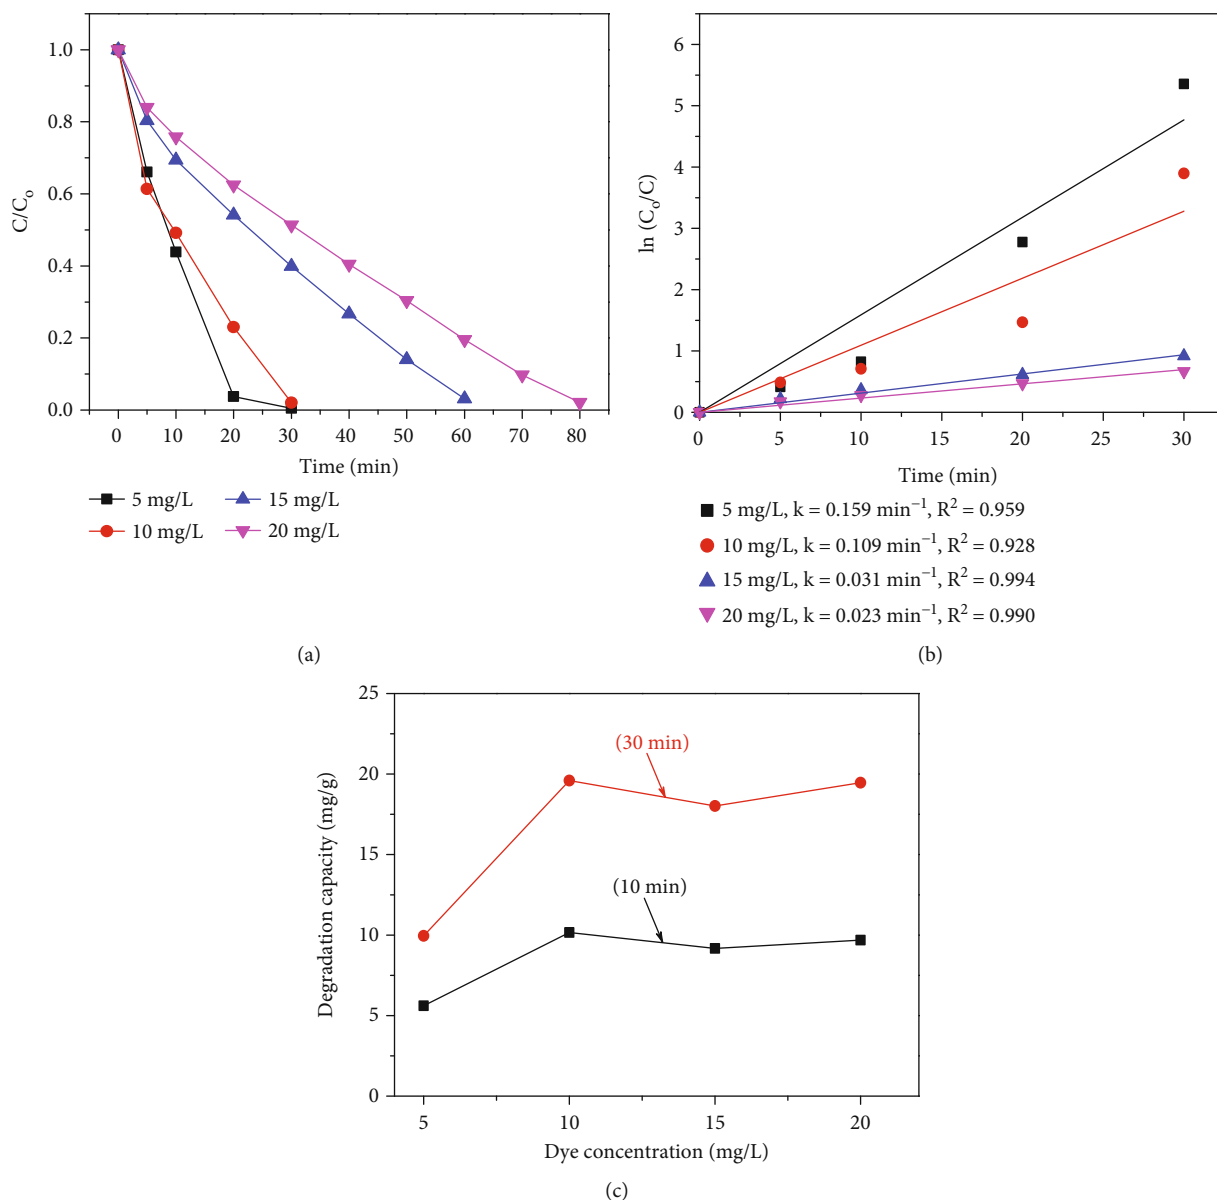 1.0
0.8
0.6
0.4
0.2
0.0
C/Cₒ
0 10 20 30 40 50 60 70 80
Time (min)
5 mg/L 15 mg/L
10 mg/L 20 mg/L
(a)
6
5
4
3
2
1
0
ln (Cₒ/C)
0 5 10 15 20 25 30
Time (min)
5 mg/L, k = 0.159 min⁻¹, R² = 0.959
10 mg/L, k = 0.109 min⁻¹, R² = 0.928
15 mg/L, k = 0.031 min⁻¹, R² = 0.994
20 mg/L, k = 0.023 min⁻¹, R² = 0.990
(b)
25
20
15
10
5
0
Degradation capacity (mg/g)
(30 min)
(10 min)
5 10 15 20
Dye concentration (mg/L)
(c)